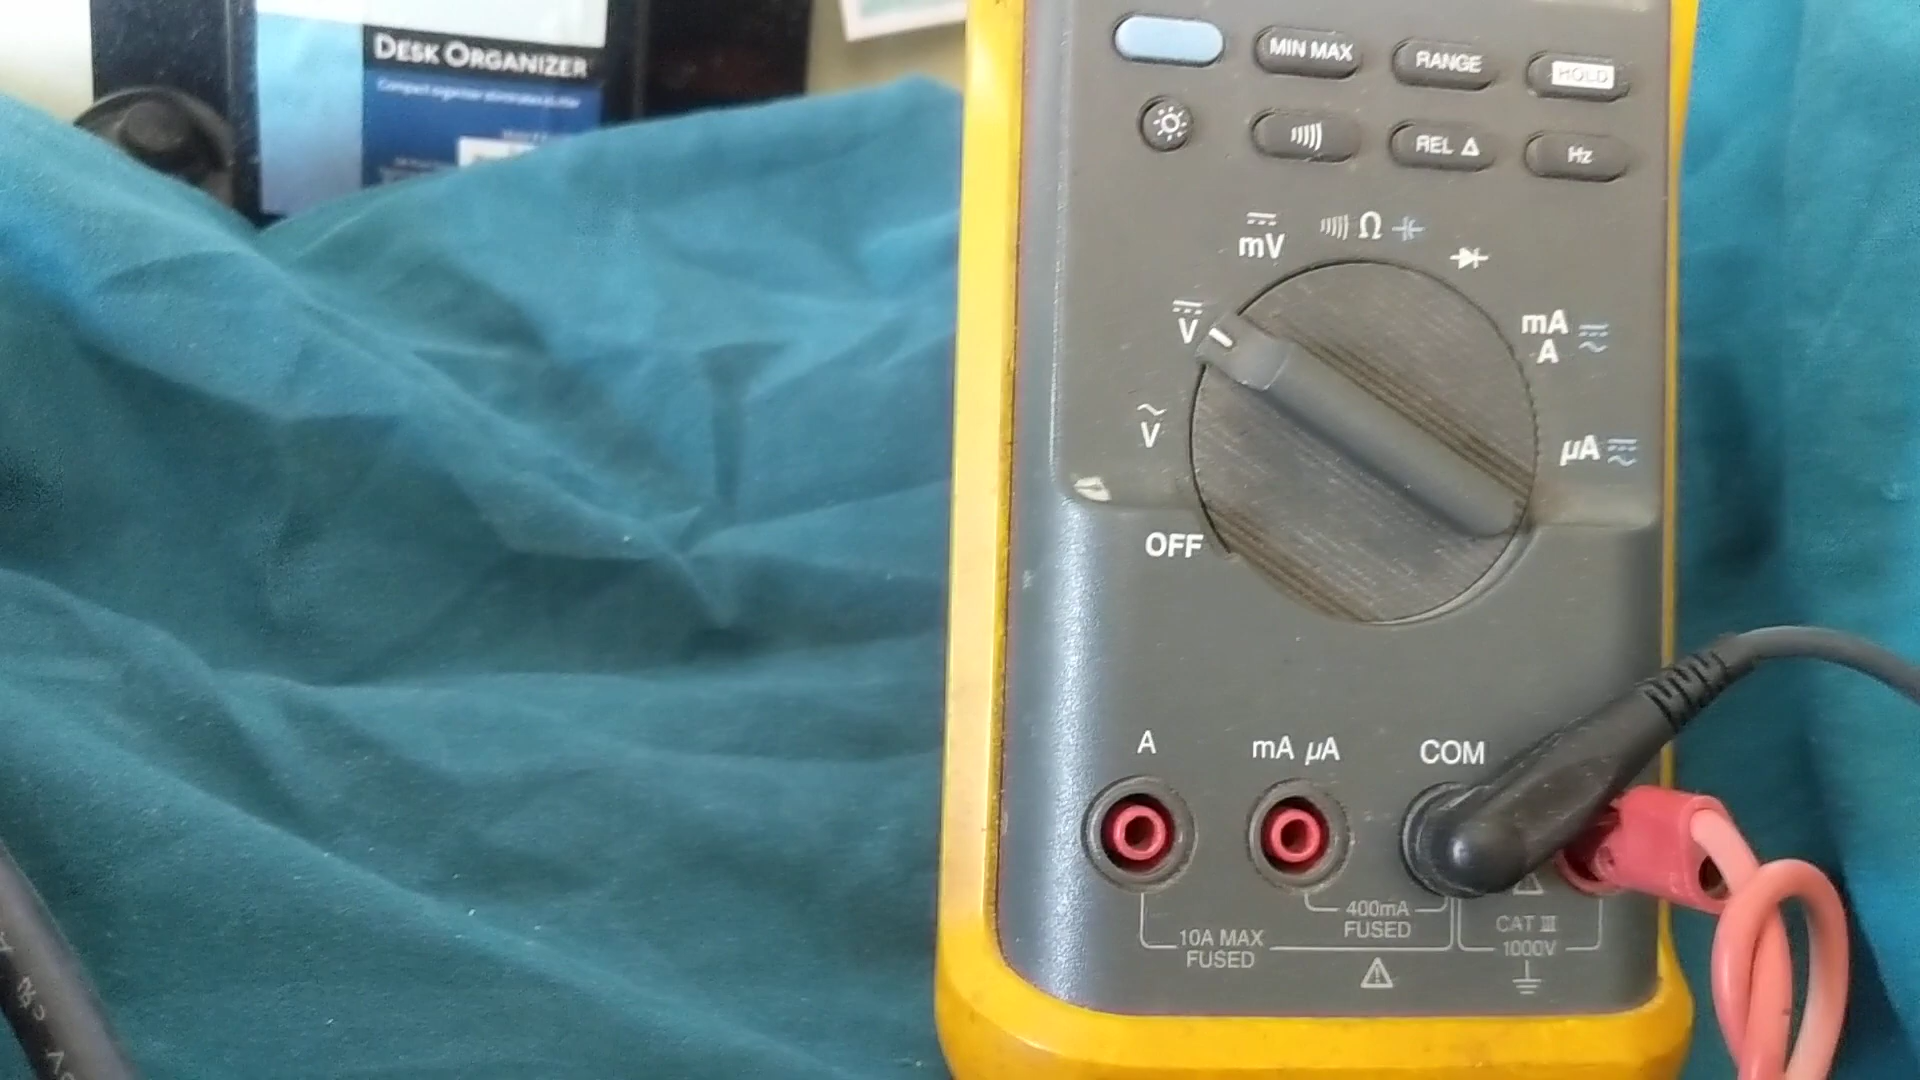 DESK ORGANIZER
MIN MAX
RANGE
HOLD
REL Δ
Hz
mV
Ω
V
mA
A
V
µA
OFF
A
mA µA
COM
400mA
FUSED
10A MAX
FUSED
CAT III
1000V